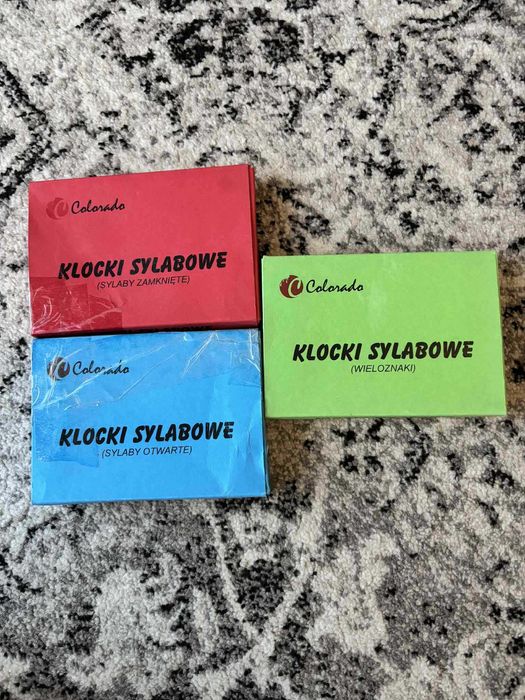 Colorado
KLOCKI SYLABOWE
(SYLABY ZAMKNIĘTE)
Colorado
KLOCKI SYLABOWE
(WIELOZNAKI)
Colorado
KLOCKI SYLABOWE
(SYLABY OTWARTE)